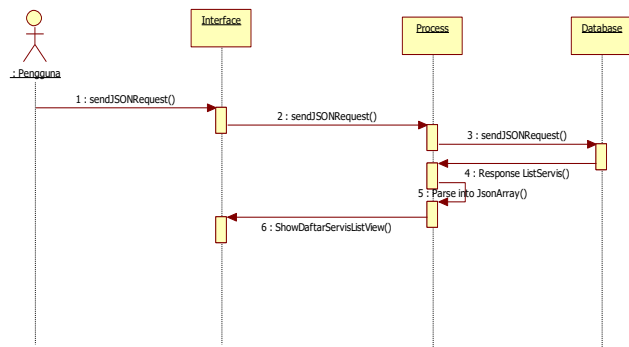 Interface
Process
Database
: Pengguna
1 : sendJSONRequest()
2 : sendJSONRequest()
3 : sendJSONRequest()
4 : Response ListServis()
5 : Parse into JsonArray()
6 : ShowDaftarServisListView()